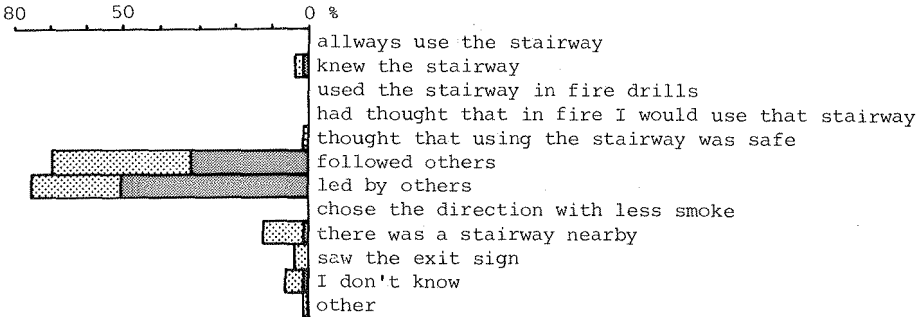 80 50 0 %
allways use the stairway
knew the stairway
used the stairway in fire drills
had thought that in fire I would use that stairway
thought that using the stairway was safe
followed others
led by others
chose the direction with less smoke
there was a stairway nearby
saw the exit sign
I don't know
other